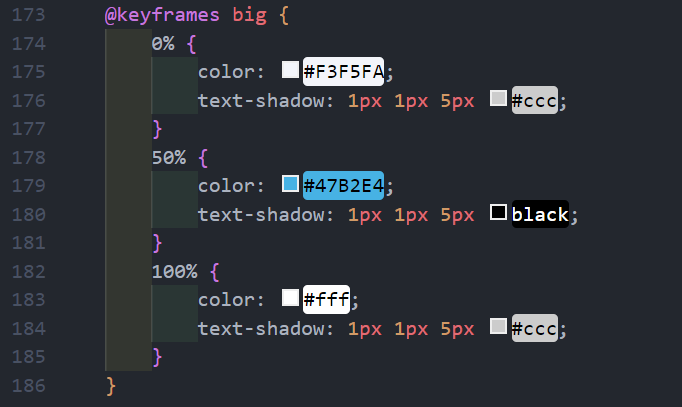 173 @keyframes big {
174 0% {
175 color: #F3F5FA;
176 text-shadow: 1px 1px 5px #ccc;
177 }
178 50% {
179 color: #47B2E4;
180 text-shadow: 1px 1px 5px black;
181 }
182 100% {
183 color: #fff;
184 text-shadow: 1px 1px 5px #ccc;
185 }
186 }